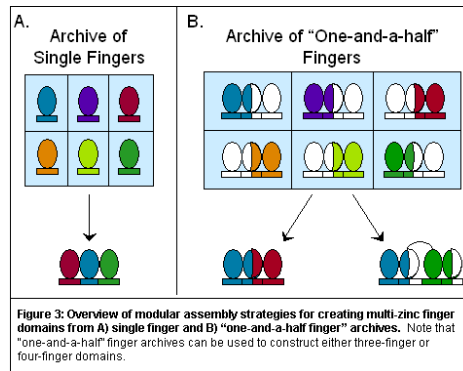 A.
Archive of
Single Fingers
B.
Archive of "One-and-a-half"
Fingers
Figure 3: Overview of modular assembly strategies for creating multi-zinc finger
domains from A) single finger and B) "one-and-a-half finger" archives. Note that
"one-and-a-half" finger archives can be used to construct either three-finger or
four-finger domains.